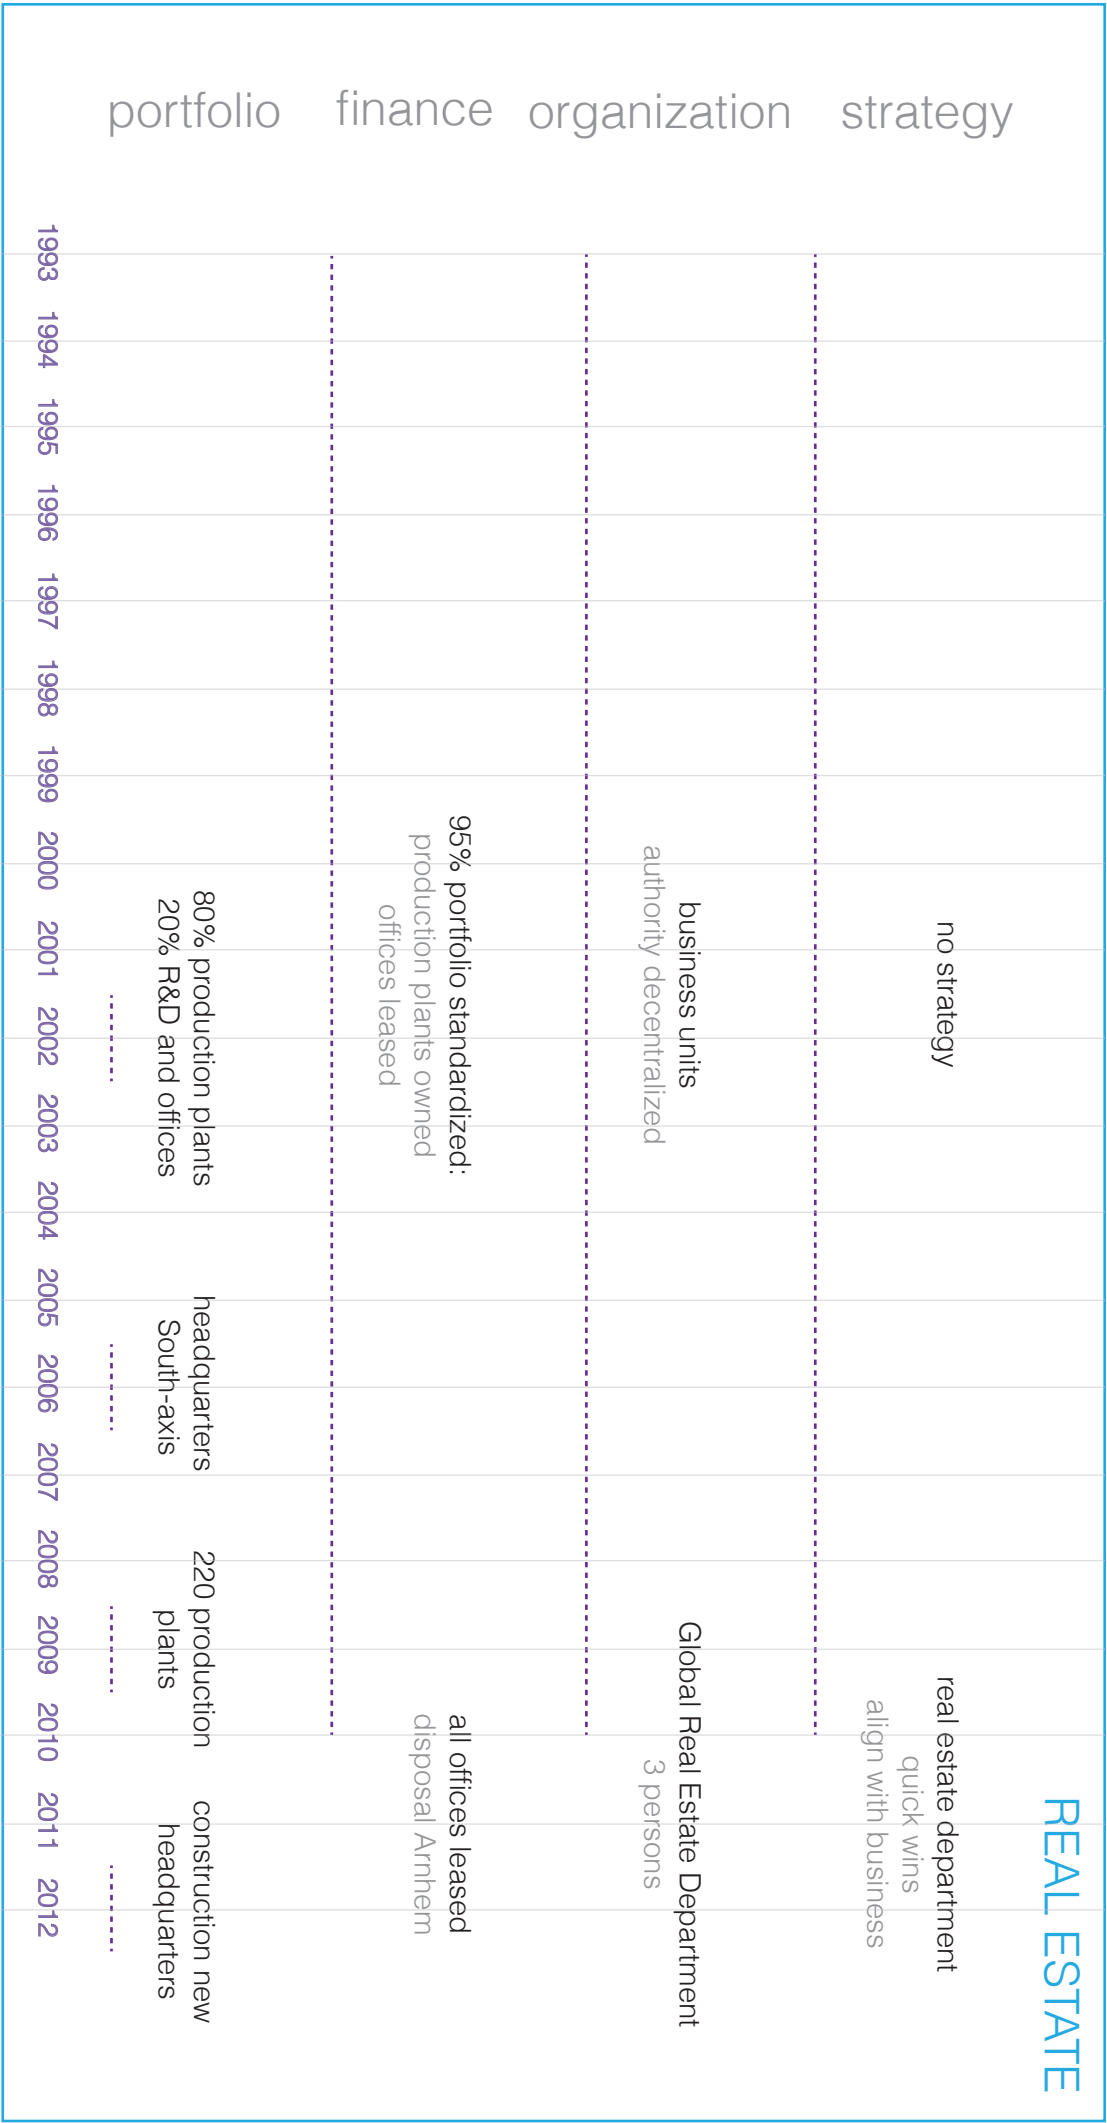 REAL ESTATE
strategy
no strategy
real estate department
quick wins
align with business
organization
business units
authority decentralized
Global Real Estate Department
3 persons
finance
95% portfolio standardized:
production plants owned
offices leased
all offices leased
disposal Arnhem
portfolio
80% production plants
20% R&D and offices
headquarters
South-axis
220 production
plants
construction new
headquarters
1993 1994 1995 1996 1997 1998 1999 2000 2001 2002 2003 2004 2005 2006 2007 2008 2009 2010 2011 2012